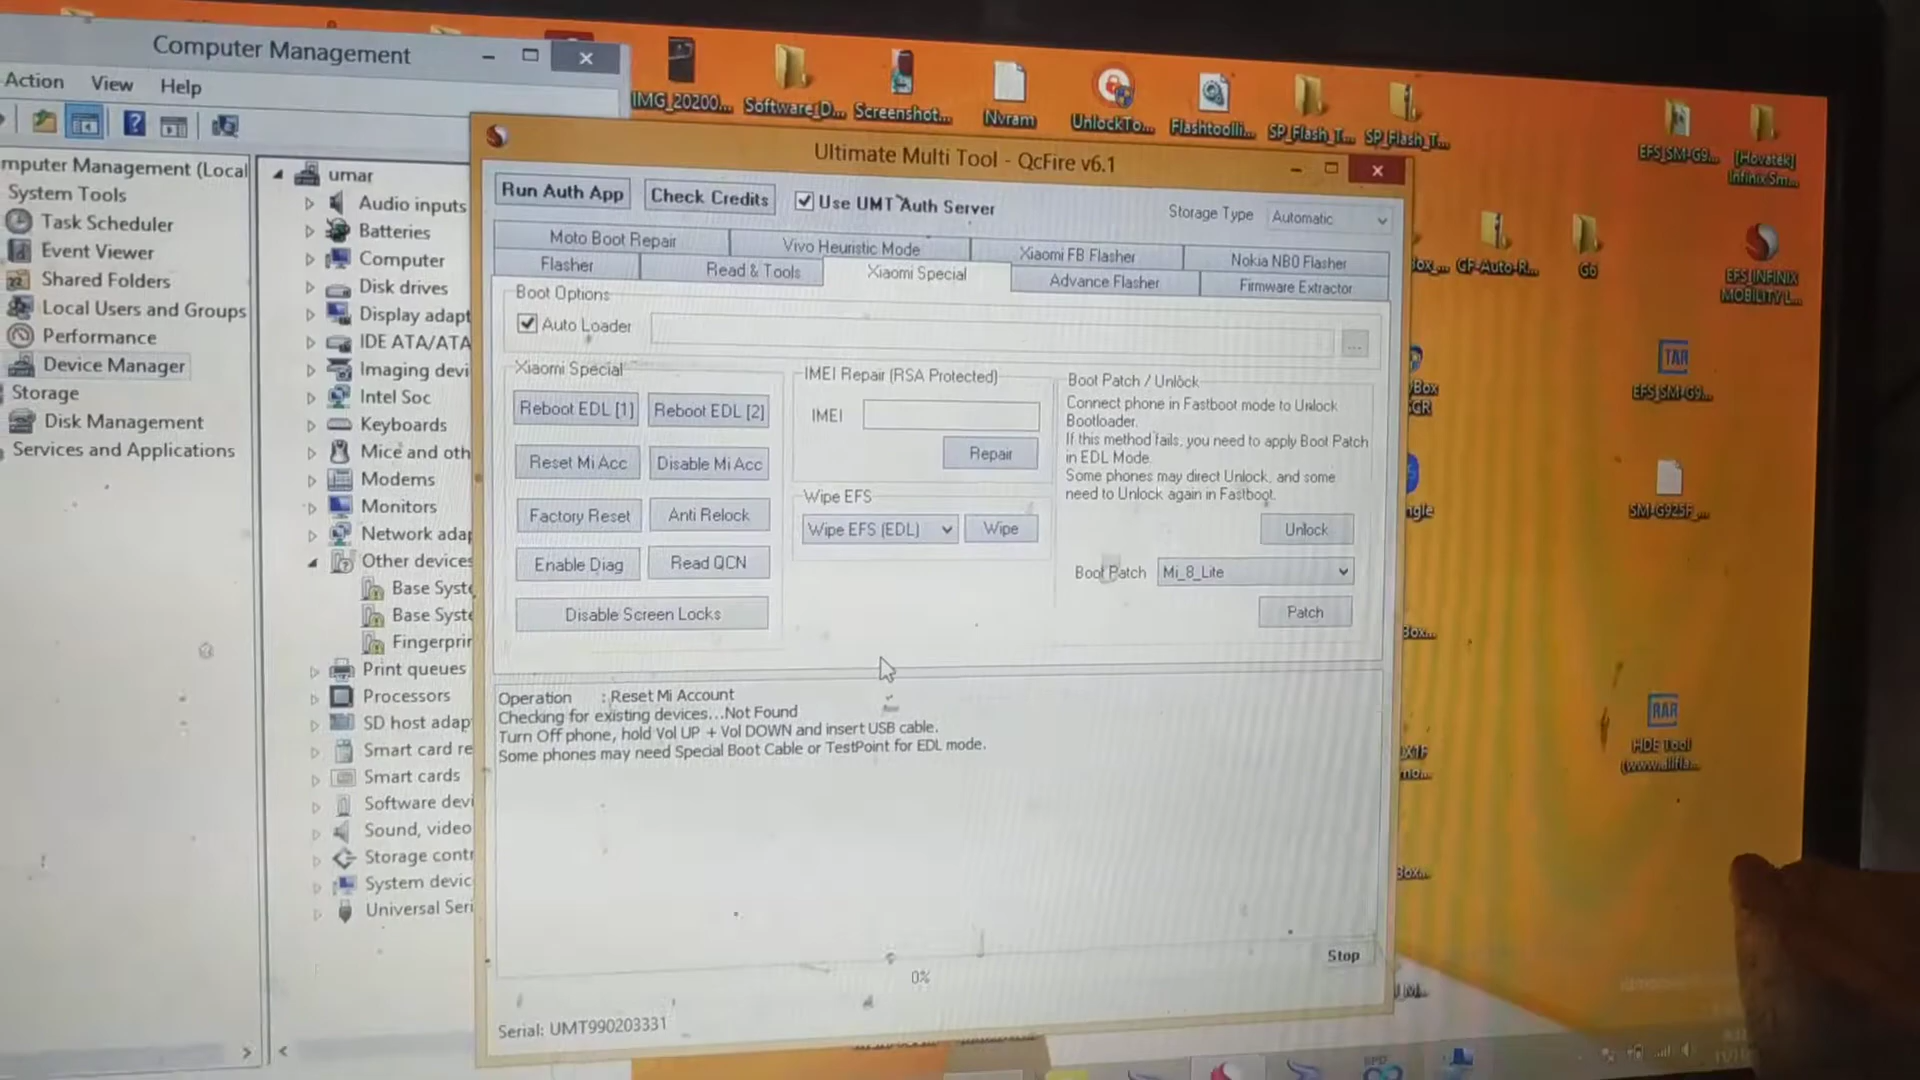 Computer Management
Action View Help
mputer Management (Local
System Tools
Task Scheduler
Event Viewer
Shared Folders
Local Users and Groups
Performance
Device Manager
Storage
Disk Management
Services and Applications
umar
Audio inputs
Batteries
Computer
Disk drives
Display adapt
IDE ATA/ATA
Imaging devi
Intel Soc
Keyboards
Mice and oth
Modems
Monitors
Network adap
Other devices
Base Syste
Base Syste
Fingerprin
Print queues
Processors
SD host adap
Smart card re
Smart cards
Software devi
Sound, video
Storage contr
System devic
Universal Seri
IMG_20200...
Software_D...
Screenshot...
Nvram
UnlockTo...
Flashtoolli...
SP_Flash_T...
SP_Flash_T...
EFS_SM-G9...
[Hovatek]
Infinix Sm...
Ultimate Multi Tool - QcFire v6.1
Run Auth App
Check Credits
Use UMT Auth Server
Storage Type Automatic
Moto Boot Repair
Vivo Heuristic Mode
Xiaomi FB Flasher
Nokia NB0 Flasher
Flasher
Read & Tools
Xiaomi Special
Advance Flasher
Firmware Extractor
Boot Options
Auto Loader
...
Xiaomi Special
Reboot EDL [1]
Reboot EDL [2]
Reset Mi Acc
Disable Mi Acc
Factory Reset
Anti Relock
Enable Diag
Read QCN
Disable Screen Locks
IMEI Repair (RSA Protected)
IMEI
Repair
Wipe EFS
Wipe EFS (EDL)
Wipe
Boot Patch / Unlock
Connect phone in Fastboot mode to Unlock
Bootloader.
If this method fails, you need to apply Boot Patch
in EDL Mode.
Some phones may direct Unlock, and some
need to Unlock again in Fastboot.
Unlock
Boot Patch Mi_8_Lite
Patch
Operation : Reset Mi Account
Checking for existing devices...Not Found
Turn Off phone, hold Vol UP + Vol DOWN and insert USB cable.
Some phones may need Special Boot Cable or TestPoint for EDL mode.
Stop
0%
Serial: UMT990203331
GF-Auto-R...
Go
EFS INFINIX
MOBILITY L...
TAR
EFS_SM-G9...
SM-G925F_...
RAR
HDE Tool